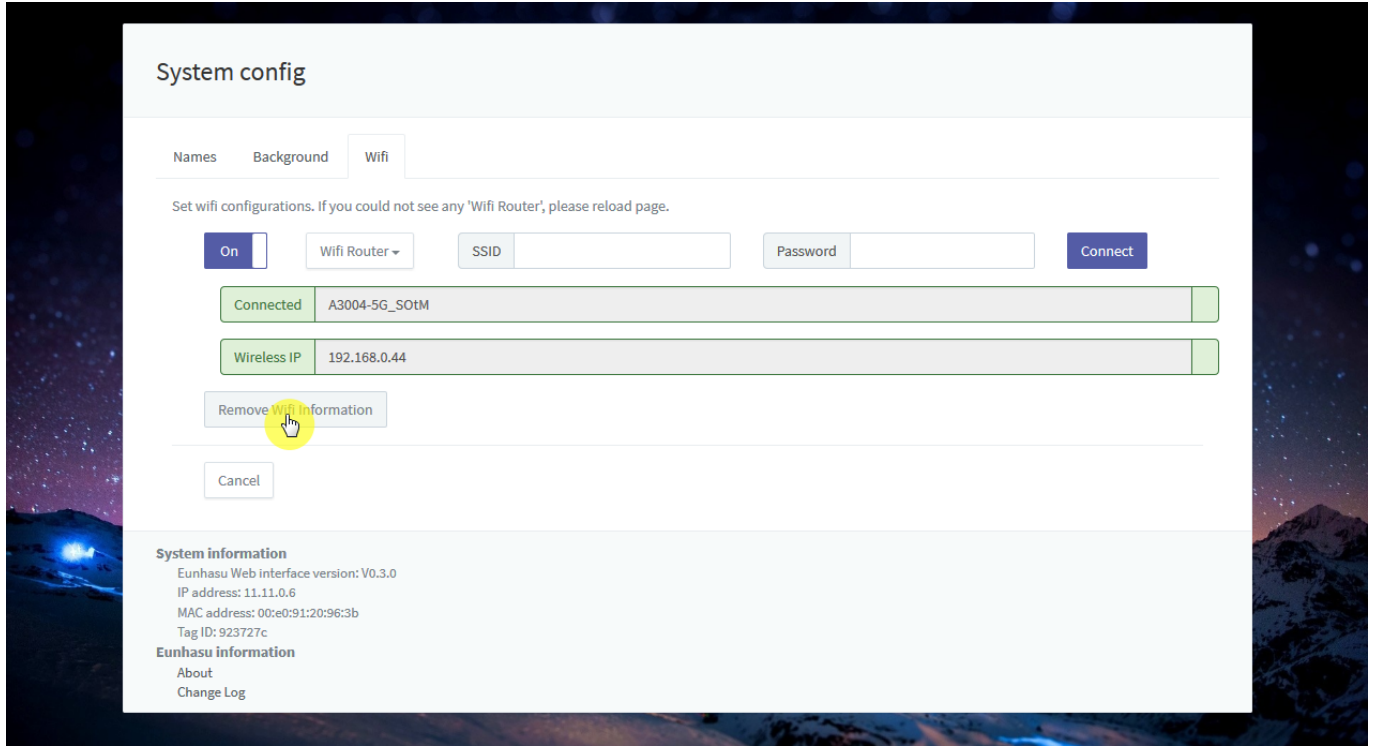 System config
Names Background Wifi
Set wifi configurations. If you could not see any 'Wifi Router', please reload page.
On Wifi Router SSID Password Connect
Connected A3004-5G_SOtM
Wireless IP 192.168.0.44
Remove Wifi Information
Cancel
System information
Eunhasu Web interface version: V0.3.0
IP address: 11.11.0.6
MAC address: 00:e0:91:20:96:3b
Tag ID: 923727c
Eunhasu information
About
Change Log